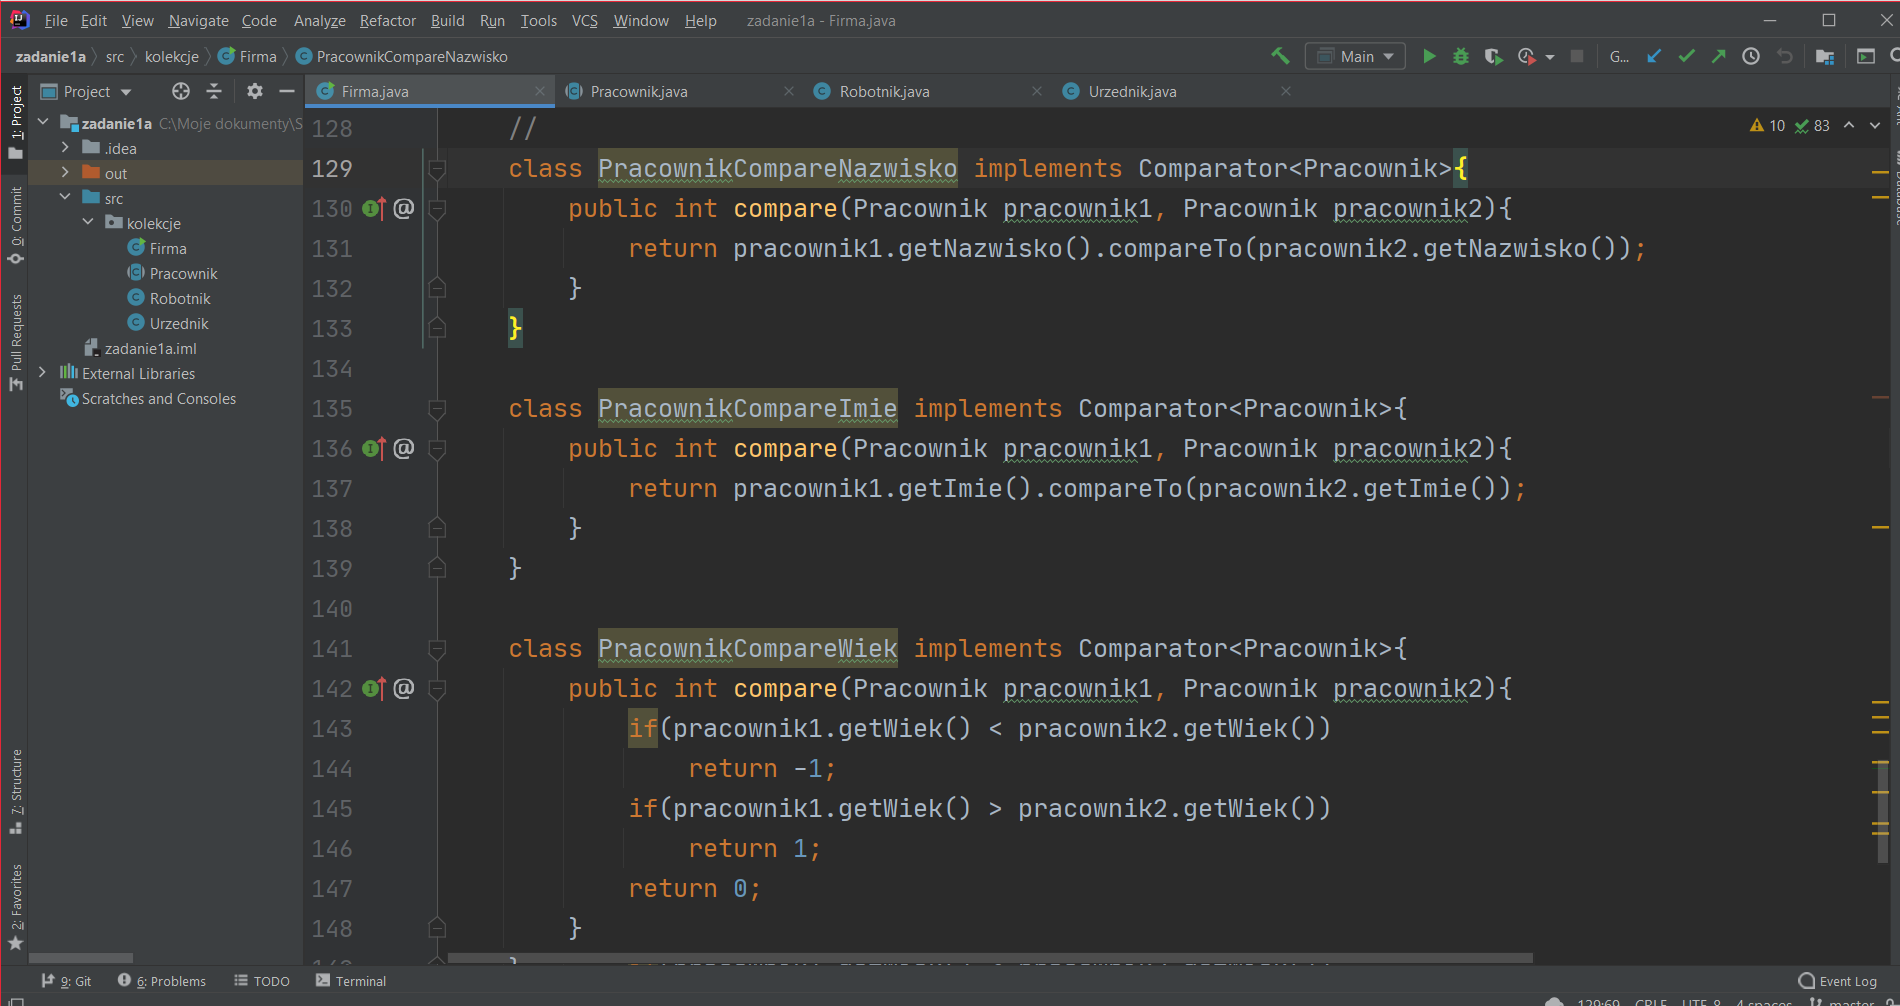 File Edit View Navigate Code Analyze Refactor Build Run Tools VCS Window Help zadanie1a - Firma.java
zadanie1a src kolekcje Firma PracownikCompareNazwisko Main G...
Project Firma.java Pracownik.java Robotnik.java Urzednik.java
1: Project
0: Commit
Pull Requests
7: Structure
2: Favorites
zadanie1a C:\Moje dokumenty\S
.idea
out
src
kolekcje
Firma
Pracownik
Robotnik
Urzednik
zadanie1a.iml
External Libraries
Scratches and Consoles
10 83
128 //
129 class PracownikCompareNazwisko implements Comparator<Pracownik>{
130 @ public int compare(Pracownik pracownik1, Pracownik pracownik2){
131 return pracownik1.getNazwisko().compareTo(pracownik2.getNazwisko());
132 }
133 }
134
135 class PracownikCompareImie implements Comparator<Pracownik>{
136 @ public int compare(Pracownik pracownik1, Pracownik pracownik2){
137 return pracownik1.getImie().compareTo(pracownik2.getImie());
138 }
139 }
140
141 class PracownikCompareWiek implements Comparator<Pracownik>{
142 @ public int compare(Pracownik pracownik1, Pracownik pracownik2){
143 if(pracownik1.getWiek() < pracownik2.getWiek())
144 return -1;
145 if(pracownik1.getWiek() > pracownik2.getWiek())
146 return 1;
147 return 0;
148 }
9: Git 6: Problems TODO Terminal Event Log
129:69 CRLF UTF-8 4 spaces master